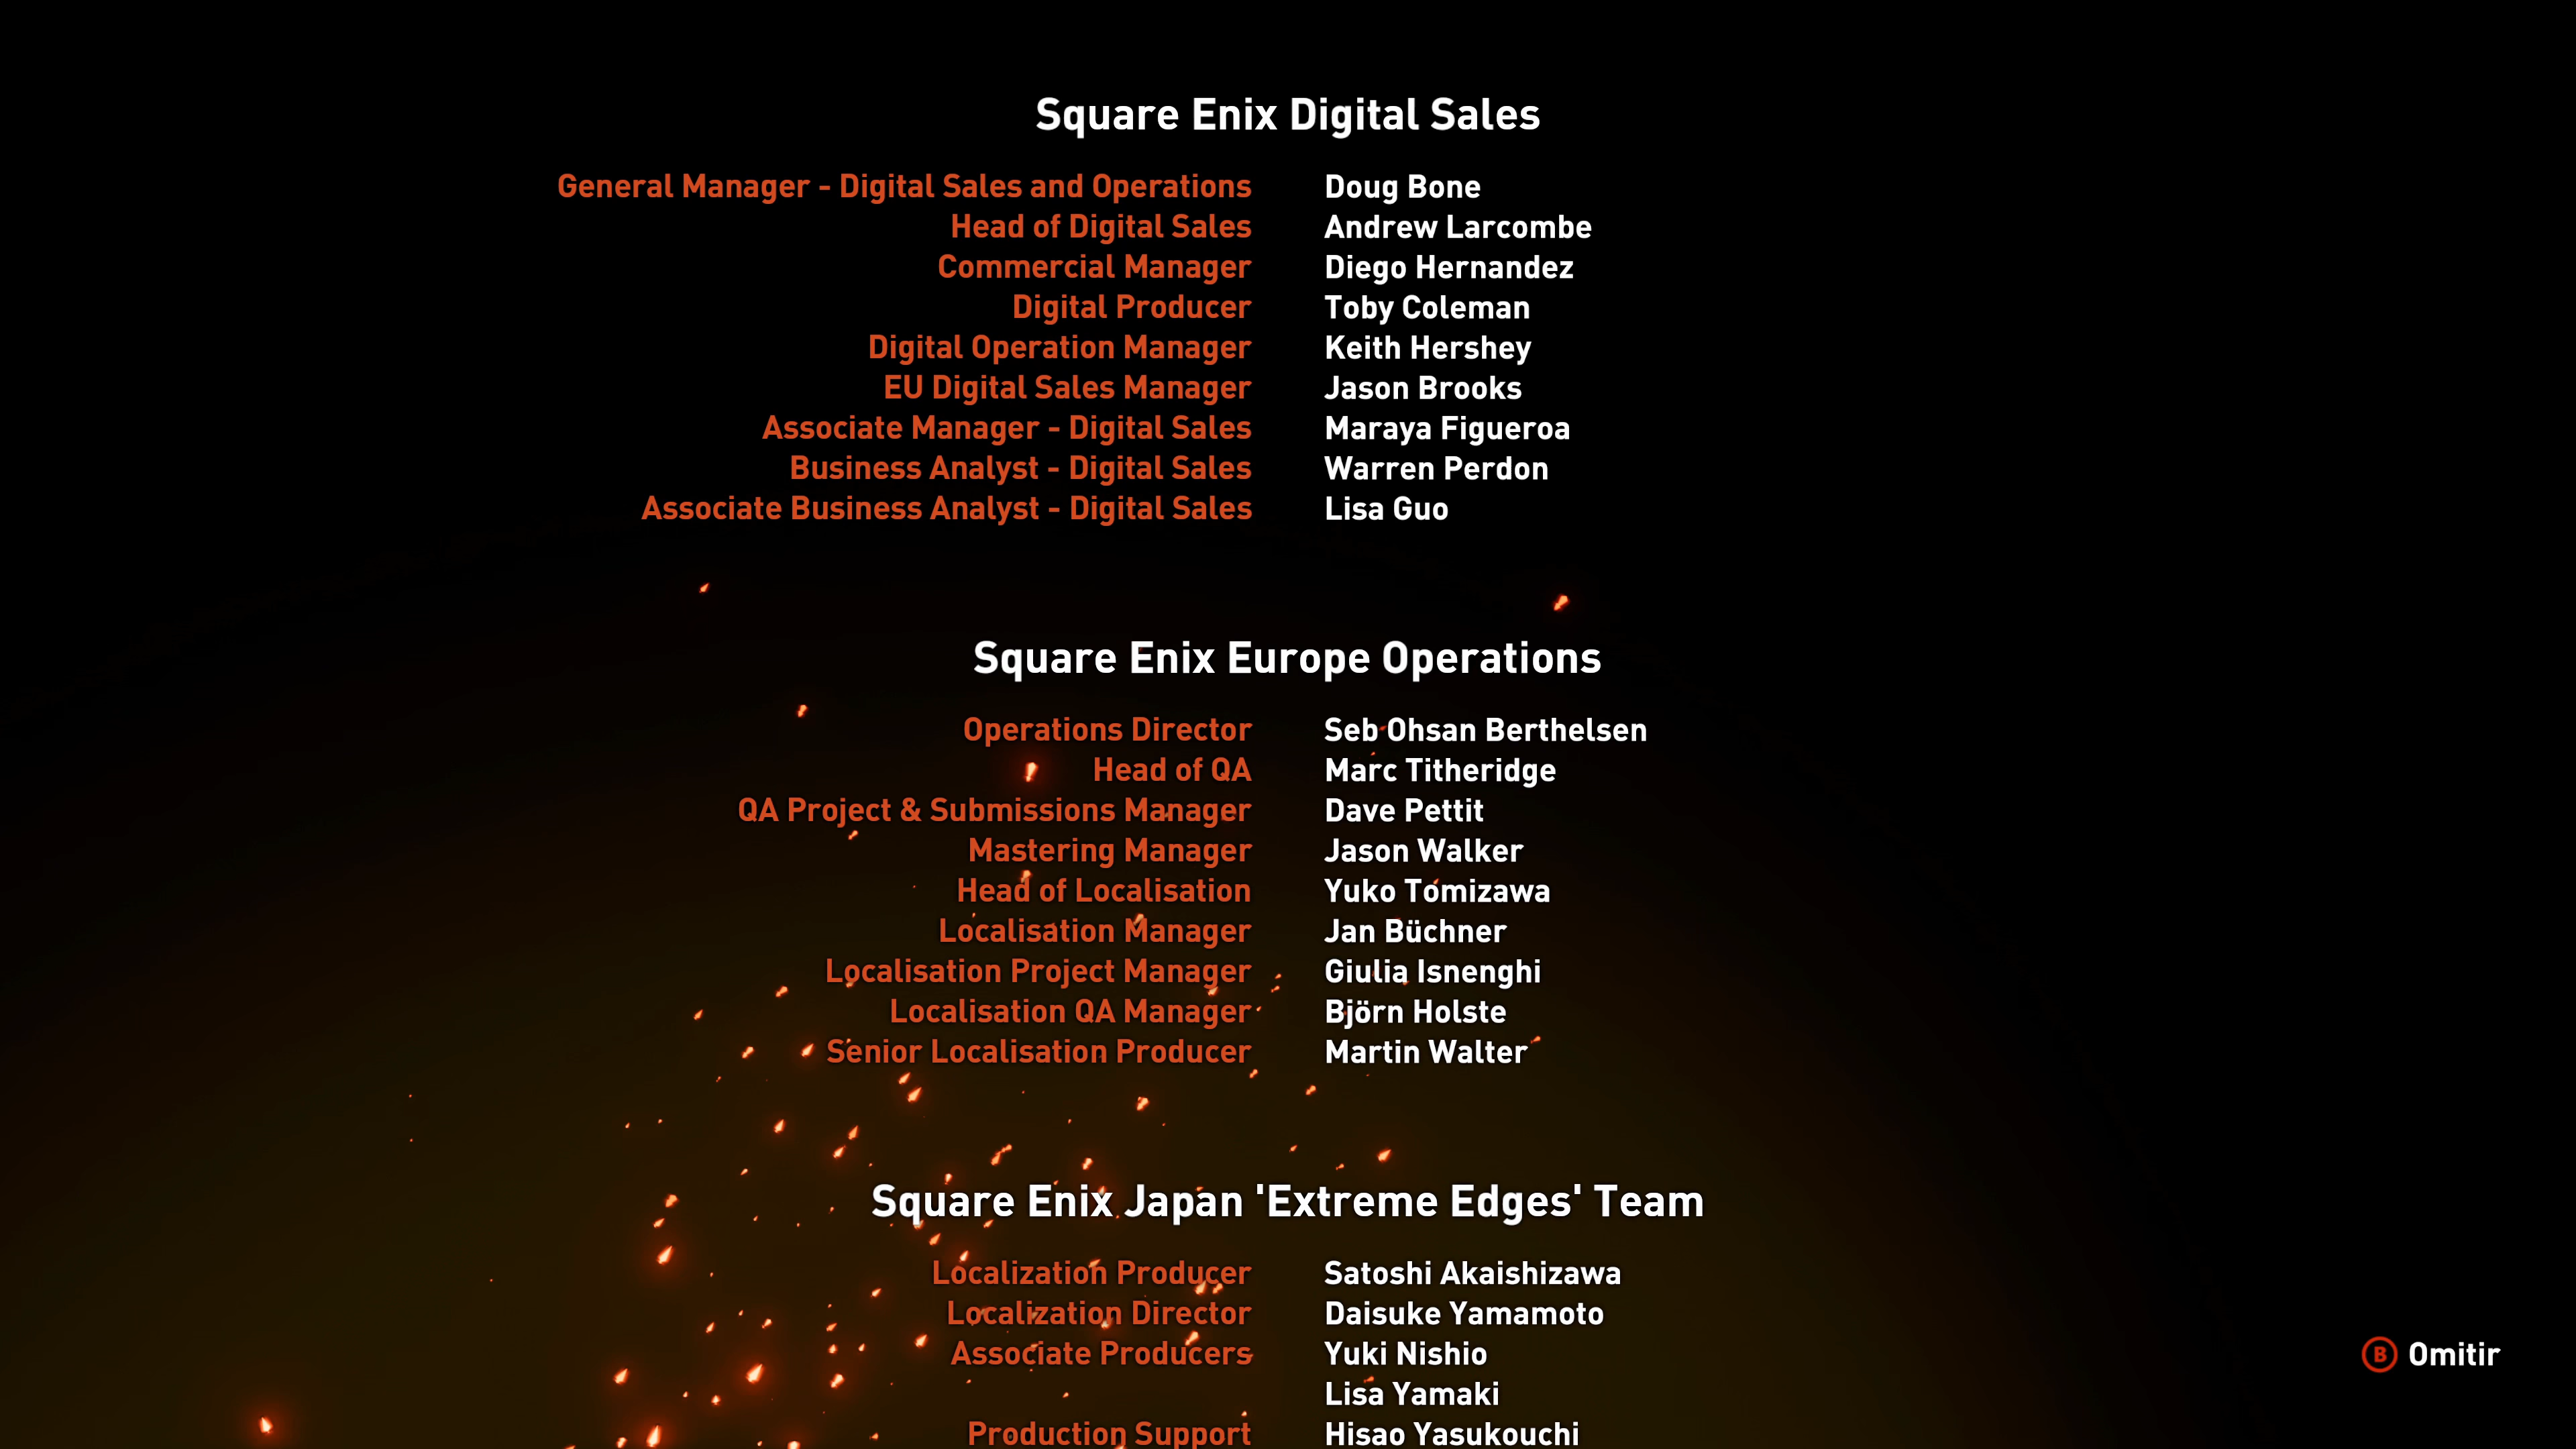 Square Enix Digital Sales
General Manager - Digital Sales and Operations Doug Bone
Head of Digital Sales Andrew Larcombe
Commercial Manager Diego Hernandez
Digital Producer Toby Coleman
Digital Operation Manager Keith Hershey
EU Digital Sales Manager Jason Brooks
Associate Manager - Digital Sales Maraya Figueroa
Business Analyst - Digital Sales Warren Perdon
Associate Business Analyst - Digital Sales Lisa Guo
Square Enix Europe Operations
Operations Director Seb Ohsan Berthelsen
Head of QA Marc Titheridge
QA Project & Submissions Manager Dave Pettit
Mastering Manager Jason Walker
Head of Localisation Yuko Tomizawa
Localisation Manager Jan Büchner
Localisation Project Manager Giulia Isnenghi
Localisation QA Manager Björn Holste
Senior Localisation Producer Martin Walter
Square Enix Japan 'Extreme Edges' Team
Localization Producer Satoshi Akaishizawa
Localization Director Daisuke Yamamoto
Associate Producers Yuki Nishio
Lisa Yamaki
Production Support Hisao Yasukouchi
B Omitir